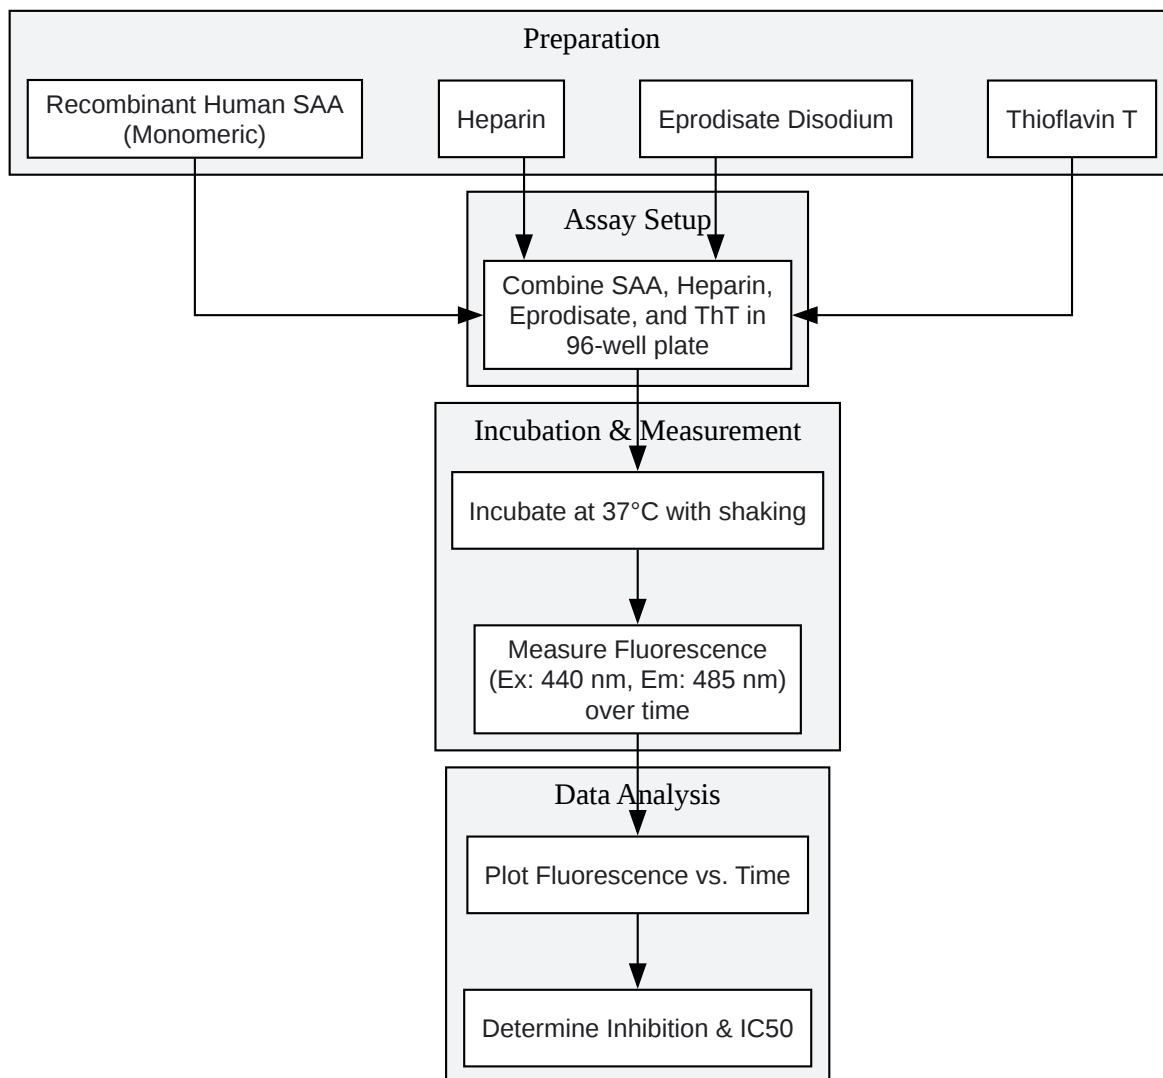 Preparation
Recombinant Human SAA
(Monomeric)
Heparin
Eprodisate Disodium
Thioflavin T
Assay Setup
Combine SAA, Heparin,
Eprodisate, and ThT in
96-well plate
Incubation & Measurement
Incubate at 37°C with shaking
Measure Fluorescence
(Ex: 440 nm, Em: 485 nm)
over time
Data Analysis
Plot Fluorescence vs. Time
Determine Inhibition & IC50